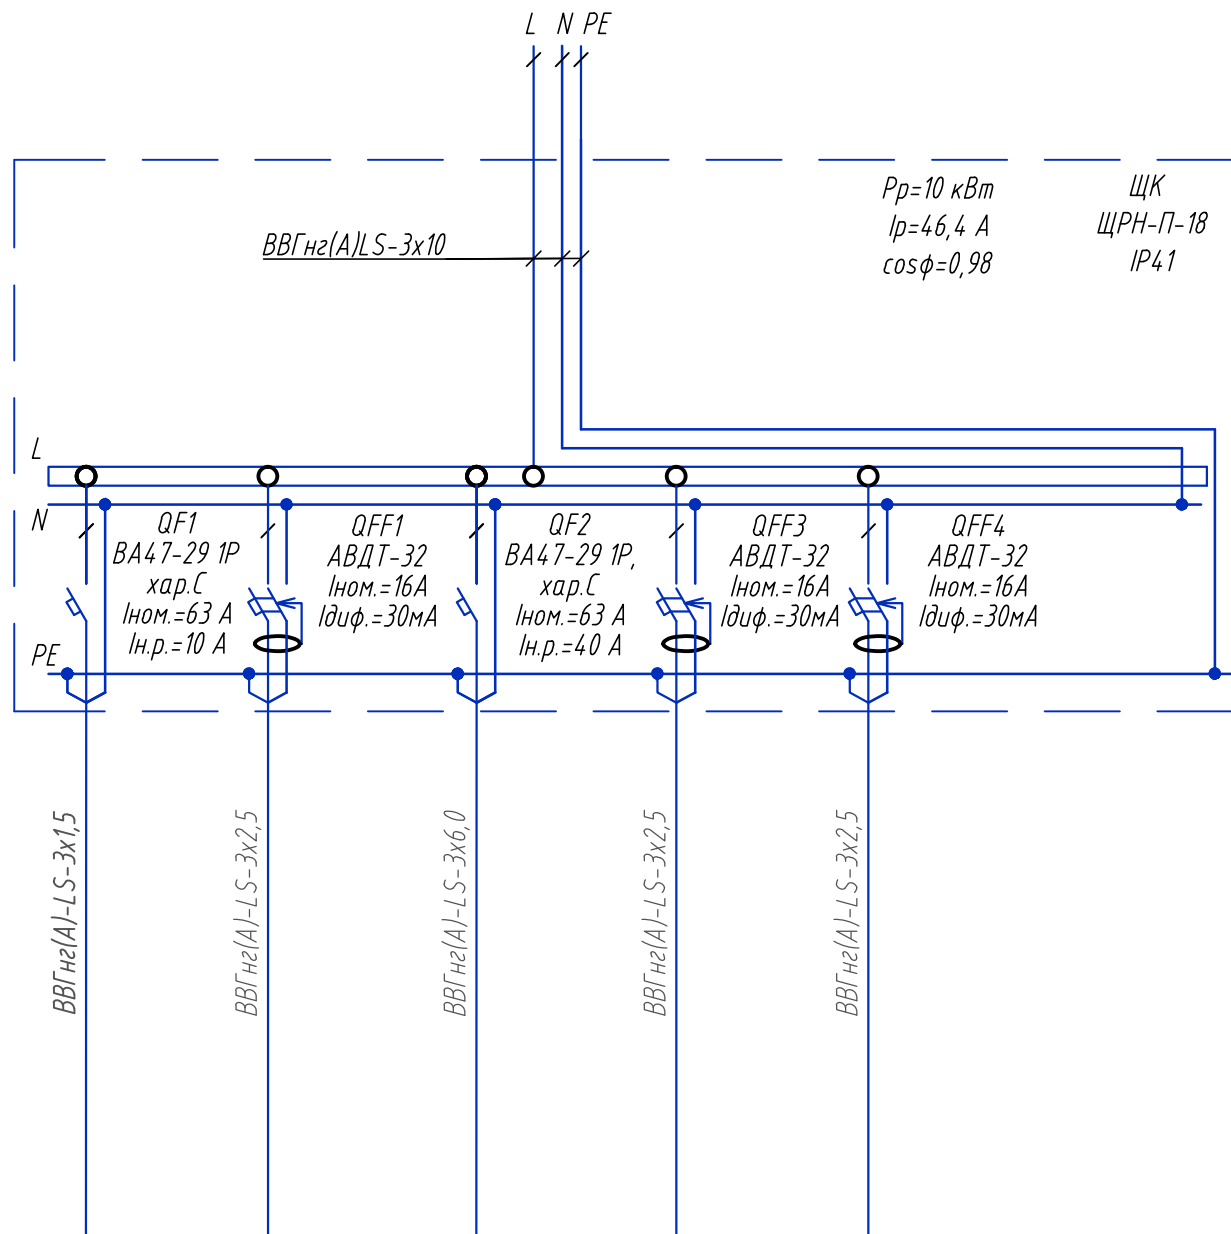 L N PE
Рр=10 кВт
Iр=46,4 А
cosφ=0,98
ЩК
ЩРН-П-18
IP41
ВВГнг(А)LS-3х10
L
N
PE
QF1
ВА47-29 1Р
хар.С
Iном.=63 А
Iн.р.=10 А
QFF1
АВДТ-32
Iном.=16А
Iдиф.=30мА
QF2
ВА47-29 1Р,
хар.С
Iном.=63 А
Iн.р.=40 А
QFF3
АВДТ-32
Iном.=16А
Iдиф.=30мА
QFF4
АВДТ-32
Iном.=16А
Iдиф.=30мА
ВВГнг(А)-LS-3х1,5
ВВГнг(А)-LS-3х2,5
ВВГнг(А)-LS-3х6,0
ВВГнг(А)-LS-3х2,5
ВВГнг(А)-LS-3х2,5